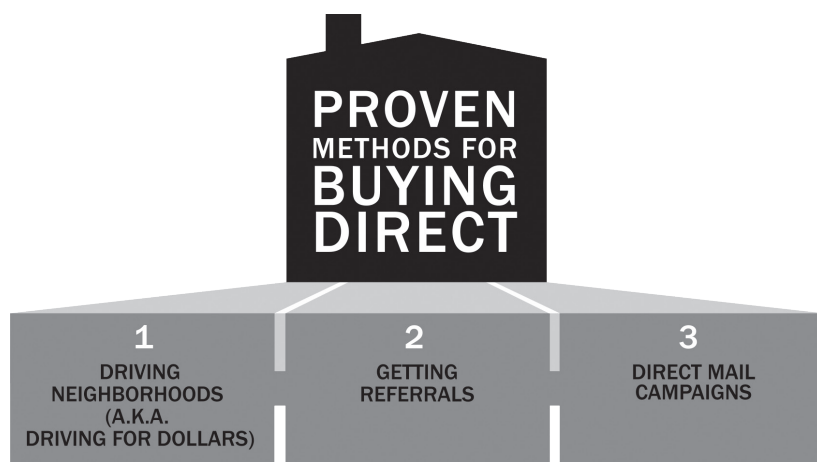 PROVEN
METHODS FOR
BUYING
DIRECT
1
DRIVING
NEIGHBORHOODS
(A.K.A.
DRIVING FOR DOLLARS)
2
GETTING
REFERRALS
3
DIRECT MAIL
CAMPAIGNS